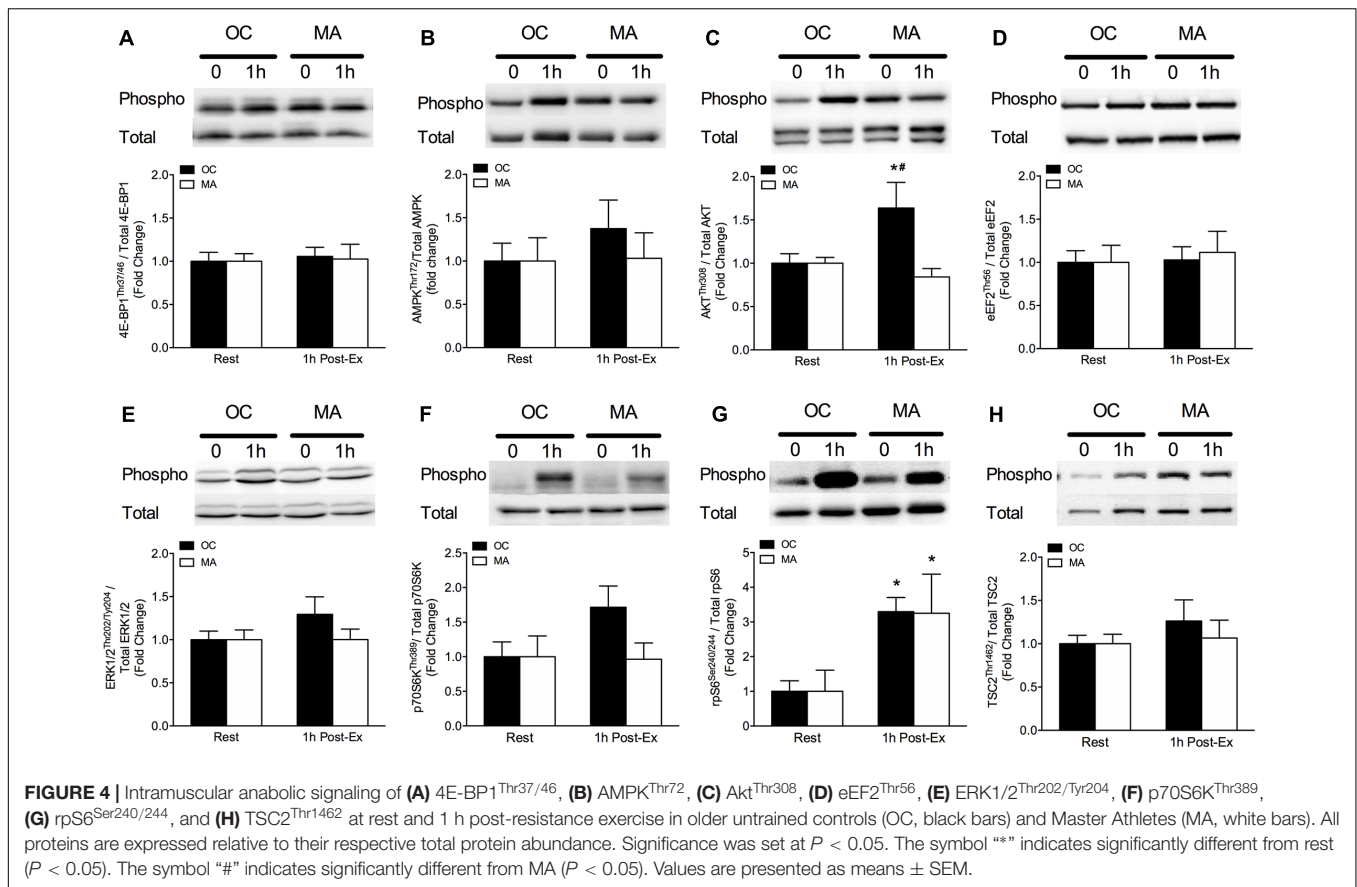 A OC MA
0 1h 0 1h
Phospho
Total
OC
MA
4E-BP1Thr37/46 / Total 4E-BP1
(Fold Change)
2.0
1.5
1.0
0.5
0.0
Rest 1h Post-Ex
B OC MA
0 1h 0 1h
Phospho
Total
OC
MA
AMPKThr172/Total AMPK
(fold change)
2.0
1.5
1.0
0.5
0.0
Rest 1h Post-Ex
C OC MA
0 1h 0 1h
Phospho
Total
OC
MA
AKTThr308 / Total AKT
(Fold Change)
2.0
1.5
1.0
0.5
0.0
*#
Rest 1h Post-Ex
D OC MA
0 1h 0 1h
Phospho
Total
OC
MA
eEF2Thr56 / Total eEF2
(Fold Change)
2.0
1.5
1.0
0.5
0.0
Rest 1h Post-Ex
E OC MA
0 1h 0 1h
Phospho
Total
OC
MA
ERK1/2Thr202/Tyr204 /
Total ERK1/2
(Fold Change)
2.0
1.5
1.0
0.5
0.0
Rest 1h Post-Ex
F OC MA
0 1h 0 1h
Phospho
Total
OC
MA
p70S6KThr389/ Total p70S6K
(Fold Change)
2.5
2.0
1.5
1.0
0.5
0.0
Rest 1h Post-Ex
G OC MA
0 1h 0 1h
Phospho
Total
OC
MA
rpS6Ser240/244 / Total rpS6
(Fold Change)
5
4
3
2
1
0
* *
Rest 1h Post-Ex
H OC MA
0 1h 0 1h
Phospho
Total
OC
MA
TSC2Thr1462/ Total TSC2
(Fold Change)
2.0
1.5
1.0
0.5
0.0
Rest 1h Post-Ex
FIGURE 4 | Intramuscular anabolic signaling of (A) 4E-BP1Thr37/46, (B) AMPKThr72, (C) AktThr308, (D) eEF2Thr56, (E) ERK1/2Thr202/Tyr204, (F) p70S6KThr389,
(G) rpS6Ser240/244, and (H) TSC2Thr1462 at rest and 1 h post-resistance exercise in older untrained controls (OC, black bars) and Master Athletes (MA, white bars). All
proteins are expressed relative to their respective total protein abundance. Significance was set at P < 0.05. The symbol “*” indicates significantly different from rest
(P < 0.05). The symbol “#” indicates significantly different from MA (P < 0.05). Values are presented as means ± SEM.